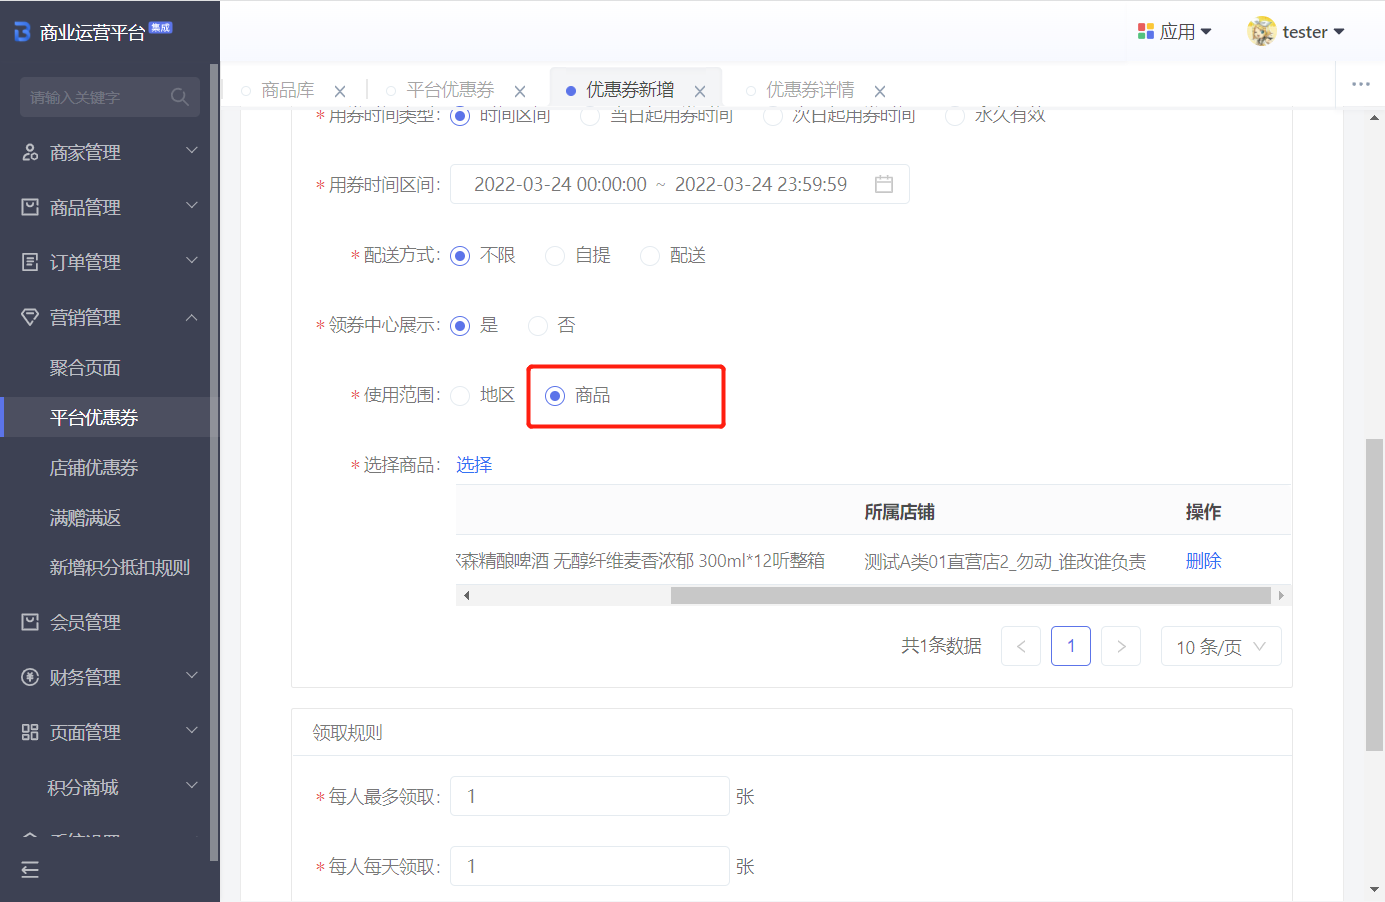 商业运营平台 集成
应用
tester
请输入关键字
商品库
平台优惠券
优惠券新增
优惠券详情
商家管理
商品管理
订单管理
营销管理
聚合页面
平台优惠券
店铺优惠券
满赠满返
新增积分抵扣规则
会员管理
财务管理
页面管理
积分商城
*用券时间类型: 时间区间 当日起用券时间 次日起用券时间 永久有效
*用券时间区间: 2022-03-24 00:00:00 ~ 2022-03-24 23:59:59
*配送方式: 不限 自提 配送
*领券中心展示: 是 否
*使用范围: 地区 商品
*选择商品: 选择
所属店铺 操作
森精酿啤酒 无醇纤维麦香浓郁 300ml*12听整箱 测试A类01直营店2_勿动_谁改谁负责 删除
共1条数据 < 1 > 10 条/页
领取规则
*每人最多领取: 1 张
*每人每天领取: 1 张